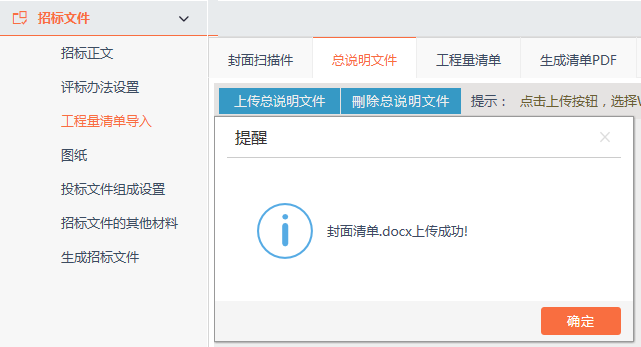 招标文件
招标正文
评标办法设置
工程量清单导入
图纸
投标文件组成设置
招标文件的其他材料
生成招标文件
封面扫描件 总说明文件 工程量清单 生成清单PDF
上传总说明文件 刪除总说明文件 提示： 点击上传按钮，选择
提醒
封面清单.docx上传成功!
确定